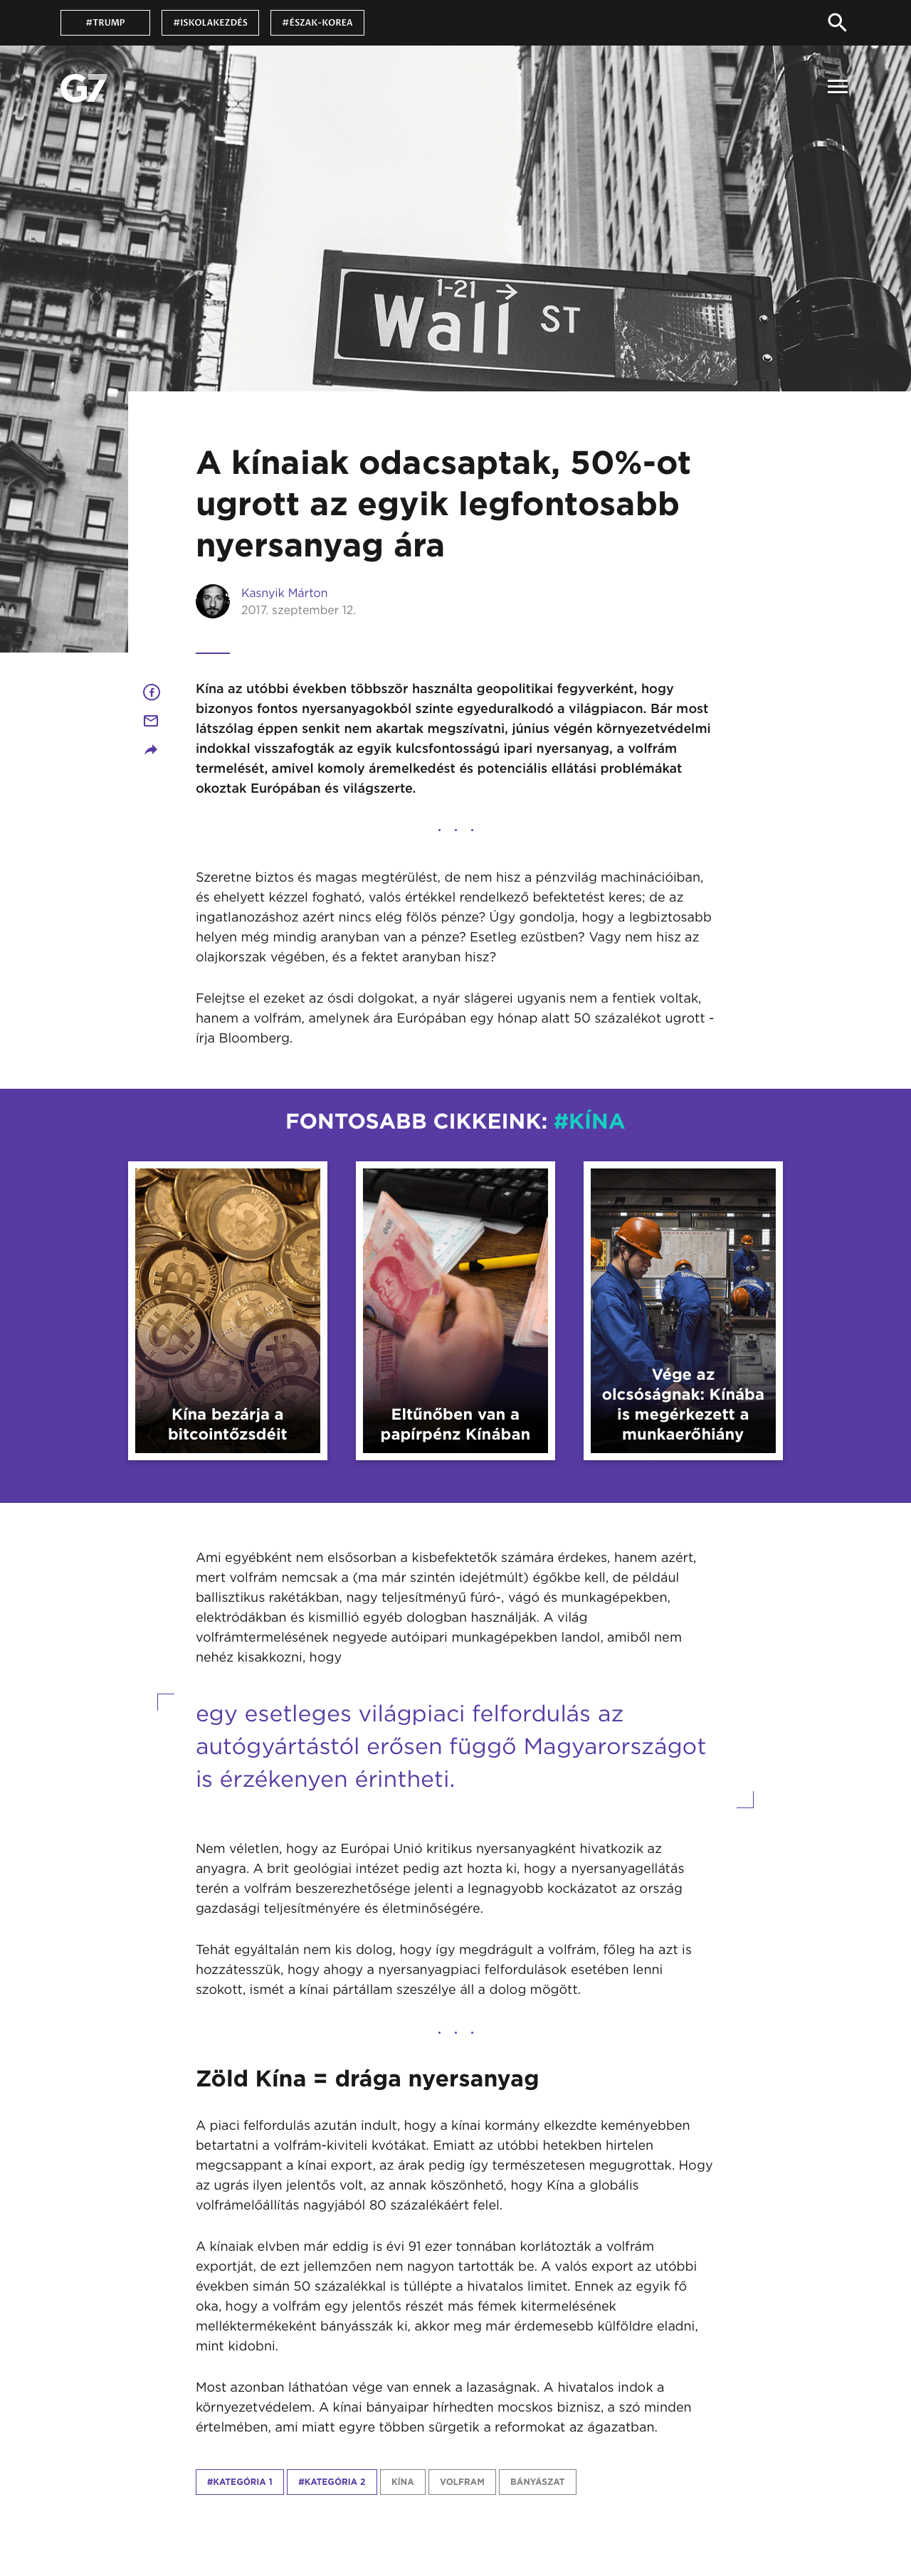 #TRUMP
#ISKOLAKEZDÉS
#ÉSZAK-KOREA
G7
1-21 →
Wall ST
A kínaiak odacsaptak, 50%-ot
ugrott az egyik legfontosabb
nyersanyag ára
Kasnyik Márton
2017. szeptember 12.
Kína az utóbbi években többször használta geopolitikai fegyverként, hogy
bizonyos fontos nyersanyagokból szinte egyeduralkodó a világpiacon. Bár most
látszólag éppen senkit nem akartak megszívatni, június végén környezetvédelmi
indokkal visszafogták az egyik kulcsfontosságú ipari nyersanyag, a volfrám
termelését, amivel komoly áremelkedést és potenciális ellátási problémákat
okoztak Európában és világszerte.
. . .
Szeretne biztos és magas megtérülést, de nem hisz a pénzvilág machinációiban,
és ehelyett kézzel fogható, valós értékkel rendelkező befektetést keres; de az
ingatlanozáshoz azért nincs elég fölös pénze? Úgy gondolja, hogy a legbiztosabb
helyen még mindig aranyban van a pénze? Esetleg ezüstben? Vagy nem hisz az
olajkorszak végében, és a fektet aranyban hisz?
Felejtse el ezeket az ósdi dolgokat, a nyár slágerei ugyanis nem a fentiek voltak,
hanem a volfrám, amelynek ára Európában egy hónap alatt 50 százalékot ugrott -
írja Bloomberg.
FONTOSABB CIKKEINK: #KÍNA
Kína bezárja a
bitcointőzsdéit
Eltűnőben van a
papírpénz Kínában
Vége az
olcsóságnak: Kínába
is megérkezett a
munkaerőhiány
Ami egyébként nem elsősorban a kisbefektetők számára érdekes, hanem azért,
mert volfrám nemcsak a (ma már szintén idejétmúlt) égőkbe kell, de például
ballisztikus rakétákban, nagy teljesítményű fúró-, vágó és munkagépekben,
elektródákban és kismillió egyéb dologban használják. A világ
volfrámtermelésének negyede autóipari munkagépekben landol, amiből nem
nehéz kisakkozni, hogy
egy esetleges világpiaci felfordulás az
autógyártástól erősen függő Magyarországot
is érzékenyen érintheti.
Nem véletlen, hogy az Európai Unió kritikus nyersanyagként hivatkozik az
anyagra. A brit geológiai intézet pedig azt hozta ki, hogy a nyersanyagellátás
terén a volfrám beszerezhetősége jelenti a legnagyobb kockázatot az ország
gazdasági teljesítményére és életminőségére.
Tehát egyáltalán nem kis dolog, hogy így megdrágult a volfrám, főleg ha azt is
hozzátesszük, hogy ahogy a nyersanyagpiaci felfordulások esetében lenni
szokott, ismét a kínai pártállam szeszélye áll a dolog mögött.
. . .
Zöld Kína = drága nyersanyag
A piaci felfordulás azután indult, hogy a kínai kormány elkezdte keményebben
betartatni a volfrám-kiviteli kvótákat. Emiatt az utóbbi hetekben hirtelen
megcsappant a kínai export, az árak pedig így természetesen megugrottak. Hogy
az ugrás ilyen jelentős volt, az annak köszönhető, hogy Kína a globális
volfrámelőállítás nagyjából 80 százalékáért felel.
A kínaiak elvben már eddig is évi 91 ezer tonnában korlátozták a volfrám
exportját, de ezt jellemzően nem nagyon tartották be. A valós export az utóbbi
években simán 50 százalékkal is túllépte a hivatalos limitet. Ennek az egyik fő
oka, hogy a volfrám egy jelentős részét más fémek kitermelésének
melléktermékeként bányásszák ki, akkor meg már érdemesebb külföldre eladni,
mint kidobni.
Most azonban láthatóan vége van ennek a lazaságnak. A hivatalos indok a
környezetvédelem. A kínai bányaipar hírhedten mocskos biznisz, a szó minden
értelmében, ami miatt egyre többen sürgetik a reformokat az ágazatban.
#KATEGÓRIA 1
#KATEGÓRIA 2
KÍNA
VOLFRAM
BÁNYÁSZAT